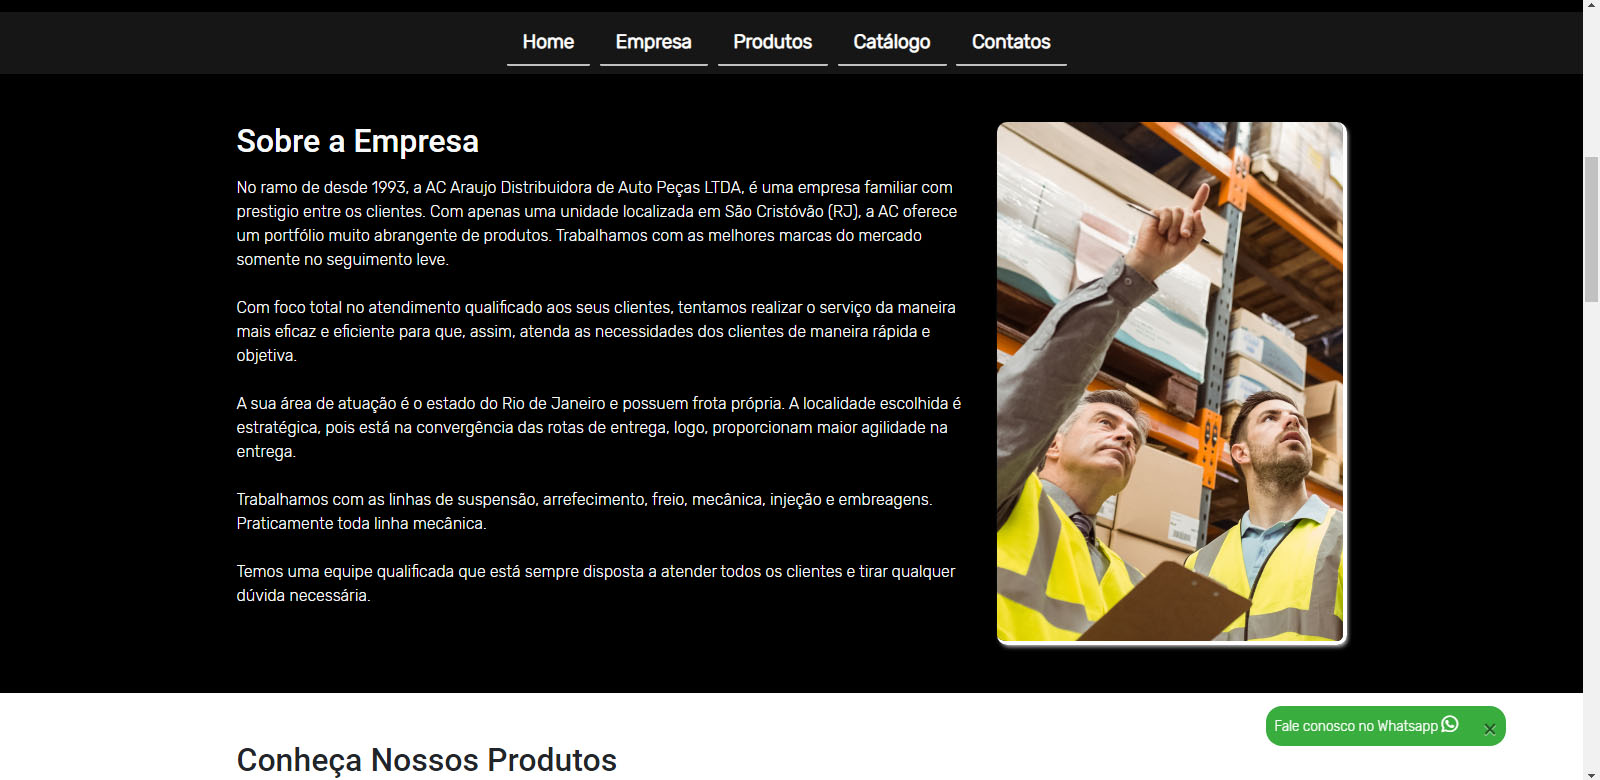 Home Empresa Produtos Catálogo Contatos
Sobre a Empresa
No ramo de desde 1993, a AC Araujo Distribuidora de Auto Peças LTDA, é uma empresa familiar com
prestigio entre os clientes. Com apenas uma unidade localizada em São Cristóvão (RJ), a AC oferece
um portfólio muito abrangente de produtos. Trabalhamos com as melhores marcas do mercado
somente no seguimento leve.
Com foco total no atendimento qualificado aos seus clientes, tentamos realizar o serviço da maneira
mais eficaz e eficiente para que, assim, atenda as necessidades dos clientes de maneira rápida e
objetiva.
A sua área de atuação é o estado do Rio de Janeiro e possuem frota própria. A localidade escolhida é
estratégica, pois está na convergência das rotas de entrega, logo, proporcionam maior agilidade na
entrega.
Trabalhamos com as linhas de suspensão, arrefecimento, freio, mecânica, injeção e embreagens.
Praticamente toda linha mecânica.
Temos uma equipe qualificada que está sempre disposta a atender todos os clientes e tirar qualquer
dúvida necessária.
Fale conosco no Whatsapp
Conheça Nossos Produtos